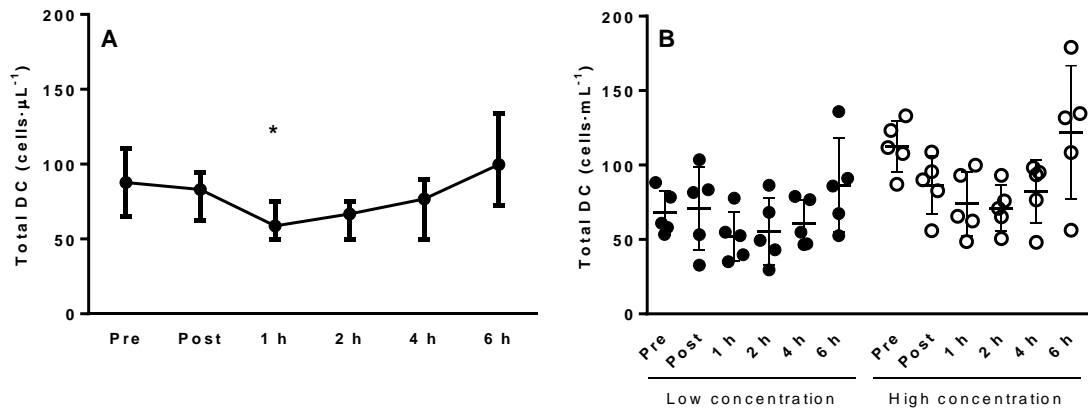 A
Total DC (cells·µL⁻¹)
200
150
100
50
0
*
Pre Post 1 h 2 h 4 h 6 h
B
Total DC (cells·mL⁻¹)
200
150
100
50
0
Pre Post 1 h 2 h 4 h 6 h Pre Post 1 h 2 h 4 h 6 h
Low concentration High concentration